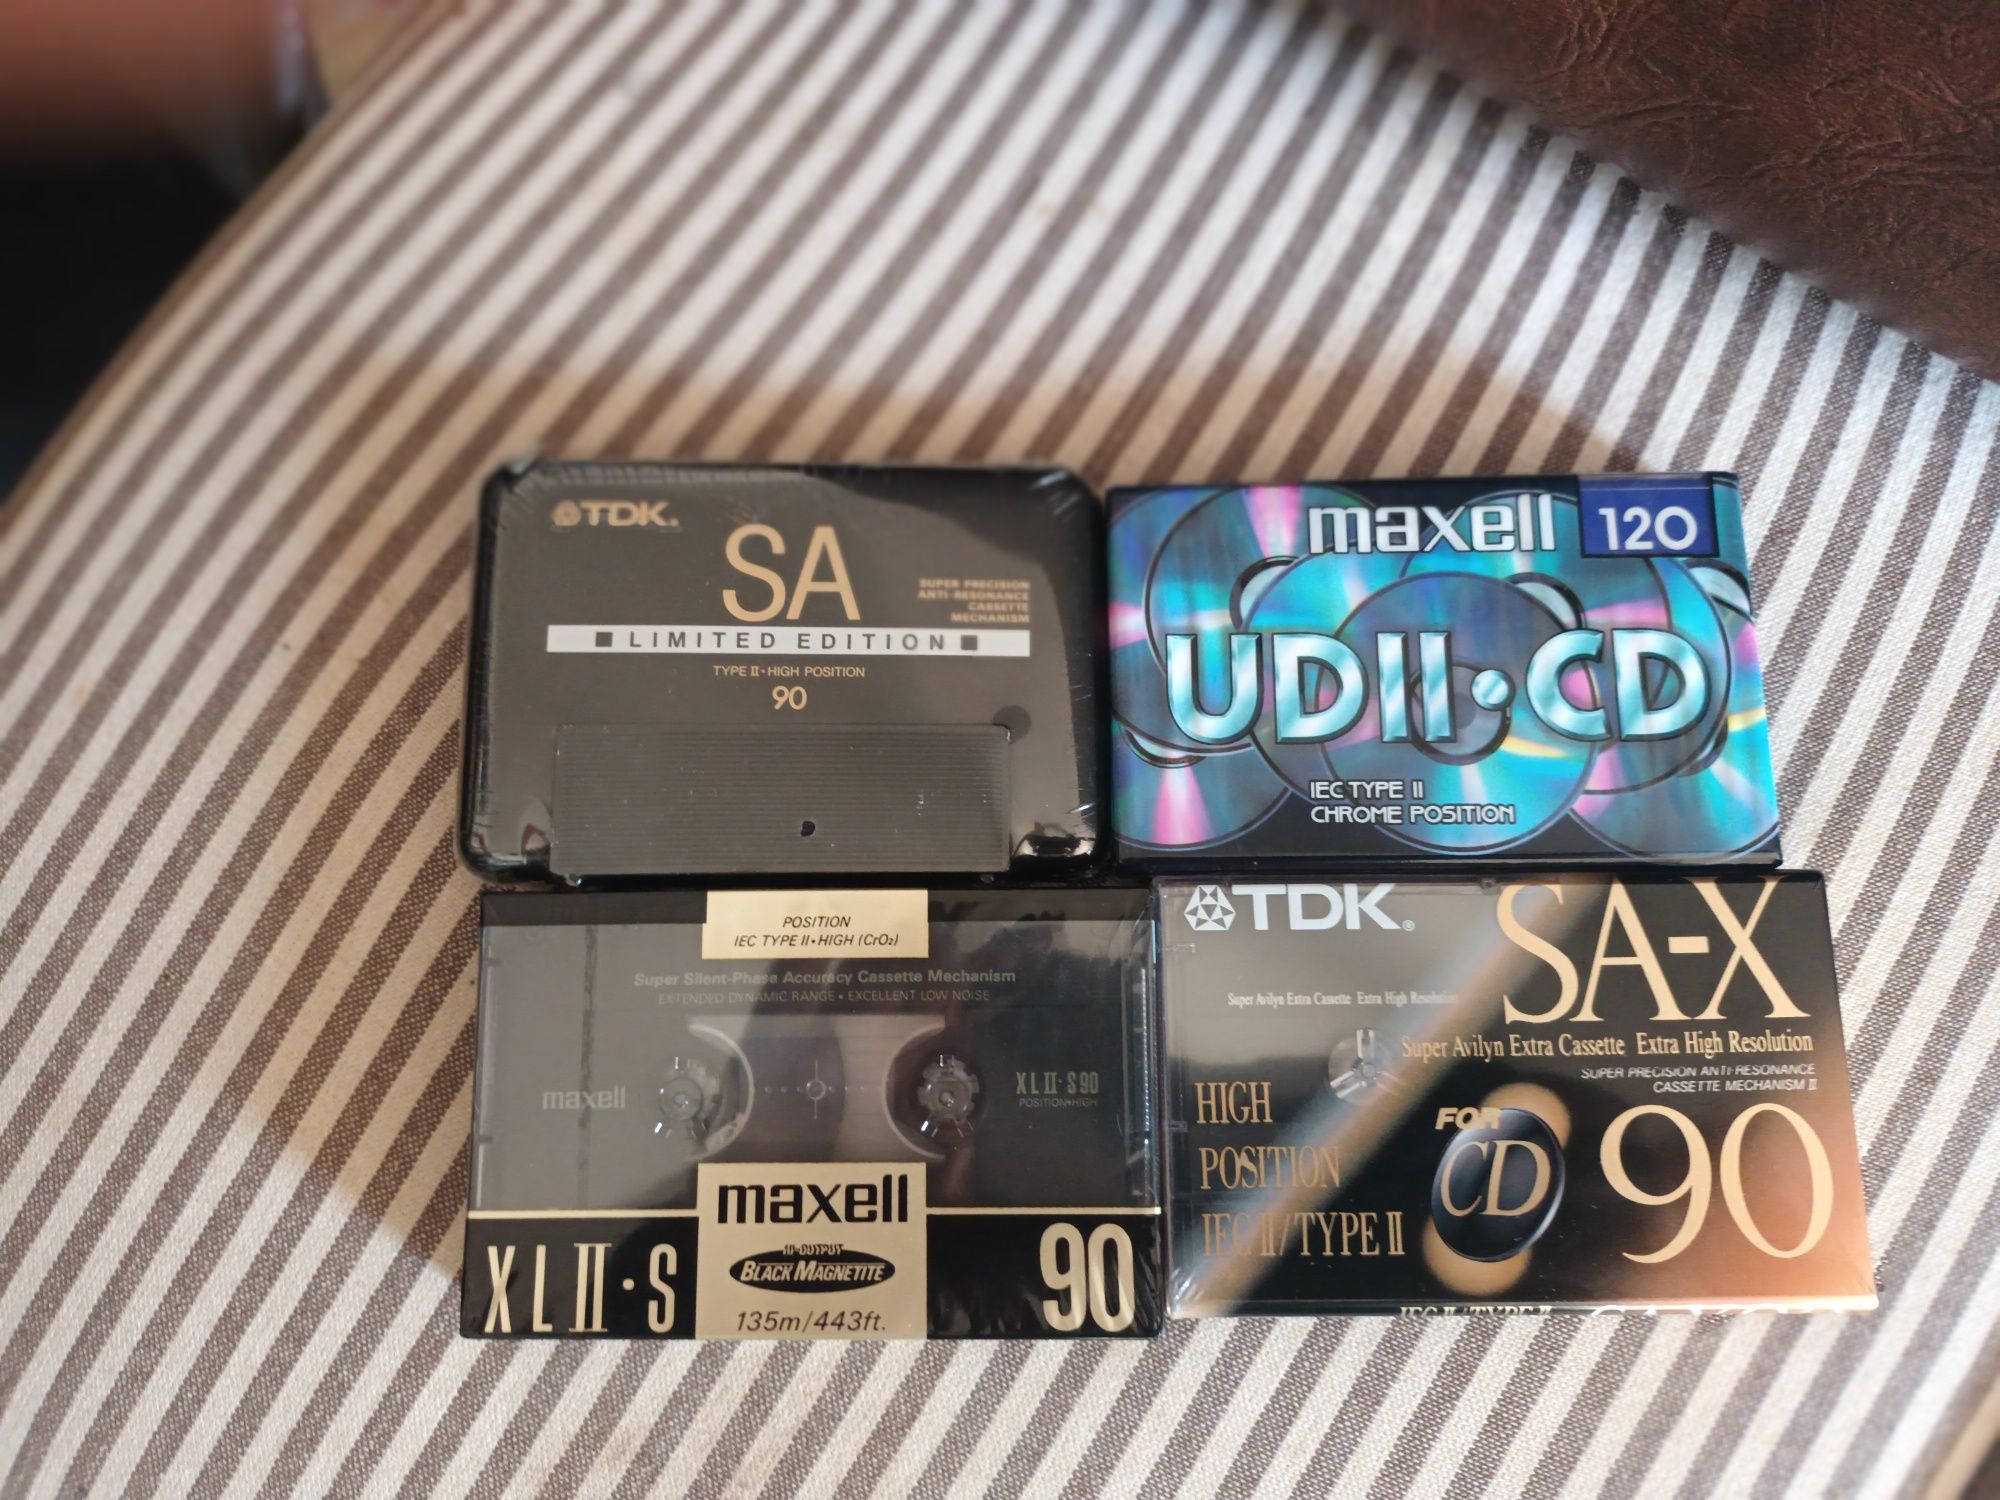 TDK.
SA
SUPER PRECISION
ANTI-RESONANCE
CASSETTE
MECHANISM
LIMITED EDITION
TYPE II • HIGH POSITION
90
maxell 120
UDII•CD
IEC TYPE II
CHROME POSITION
POSITION
IEC TYPE II • HIGH (CrO₂)
Super Silent-Phase Accuracy Cassette Mechanism
EXTENDED DYNAMIC RANGE • EXCELLENT LOW NOISE
maxell
XLII-S90
POSITION•HIGH
maxell
XLII•S
HI-OUTPUT
BLACK MAGNETITE
135m/443ft.
90
TDK®
SA-X
Super Avilyn Extra Cassette Extra High Resolution
Super Avilyn Extra Cassette Extra High Resolution
SUPER PRECISION ANTI-RESONANCE
CASSETTE MECHANISM II
HIGH
POSITION
IEC II/TYPE II
FOR
CD
90
IEC II/TYPE II